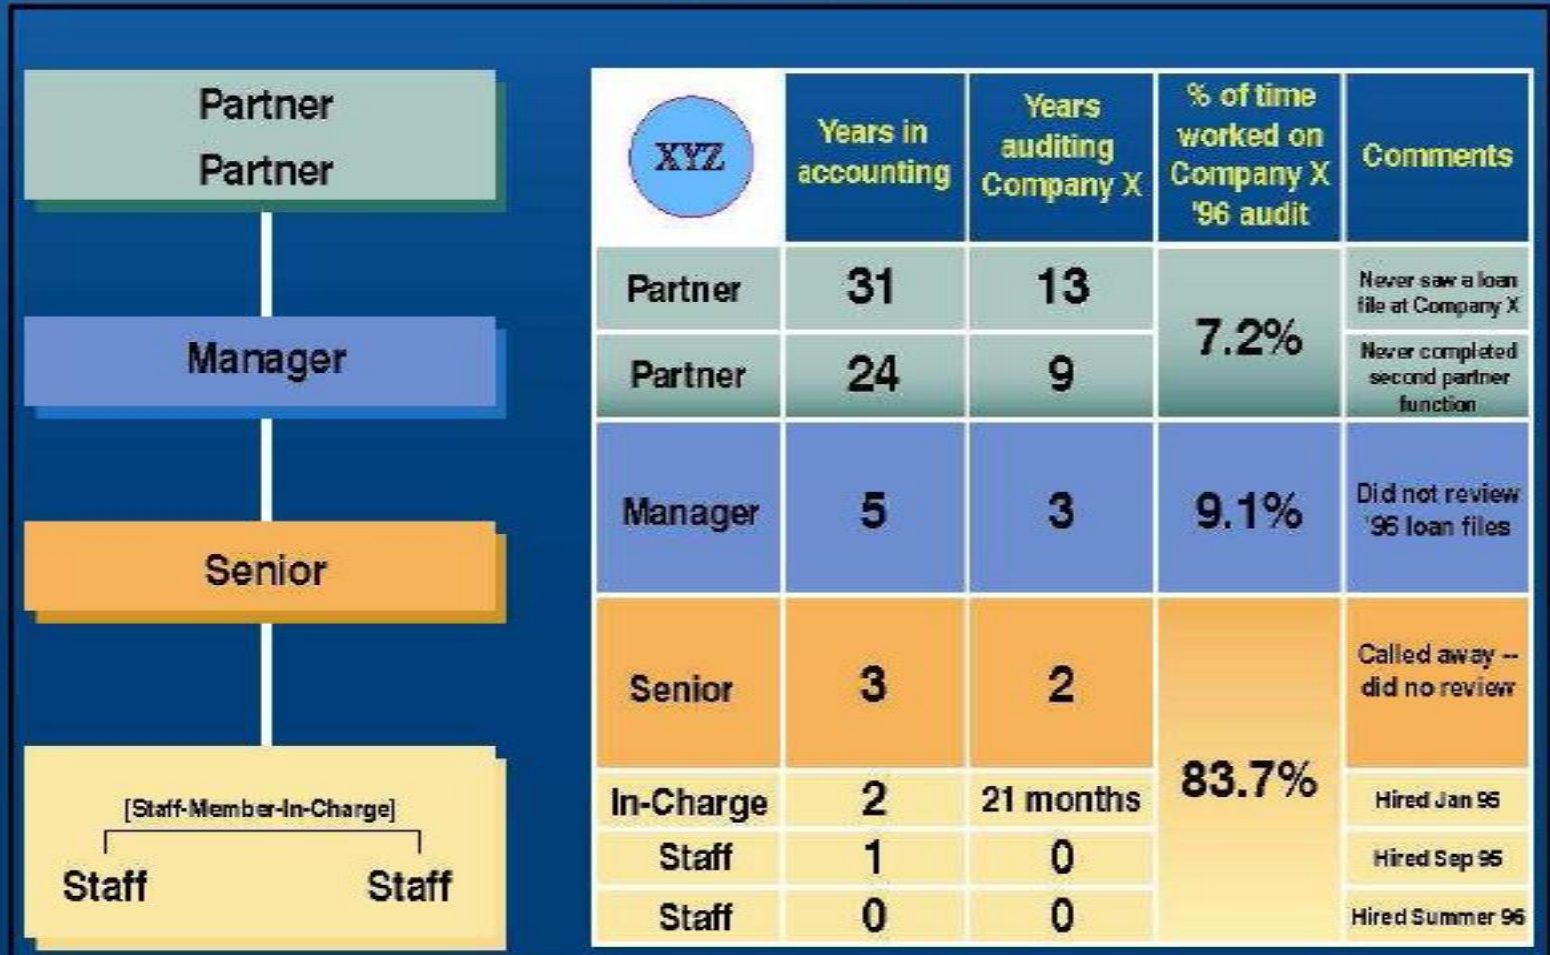 Partner
Partner
Manager
Senior
[Staff-Member-In-Charge]
Staff Staff
XYZ
Years in
accounting
Years
auditing
Company X
% of time
worked on
Company X
'96 audit
Comments
Partner 31 13
7.2%
Never saw a loan
file at Company X
Partner 24 9
Never completed
second partner
function
Manager 5 3 9.1%
Did not review
'96 loan files
Senior 3 2
Called away --
did no review
83.7%
In-Charge 2 21 months Hired Jan 95
Staff 1 0 Hired Sep 95
Staff 0 0 Hired Summer 96